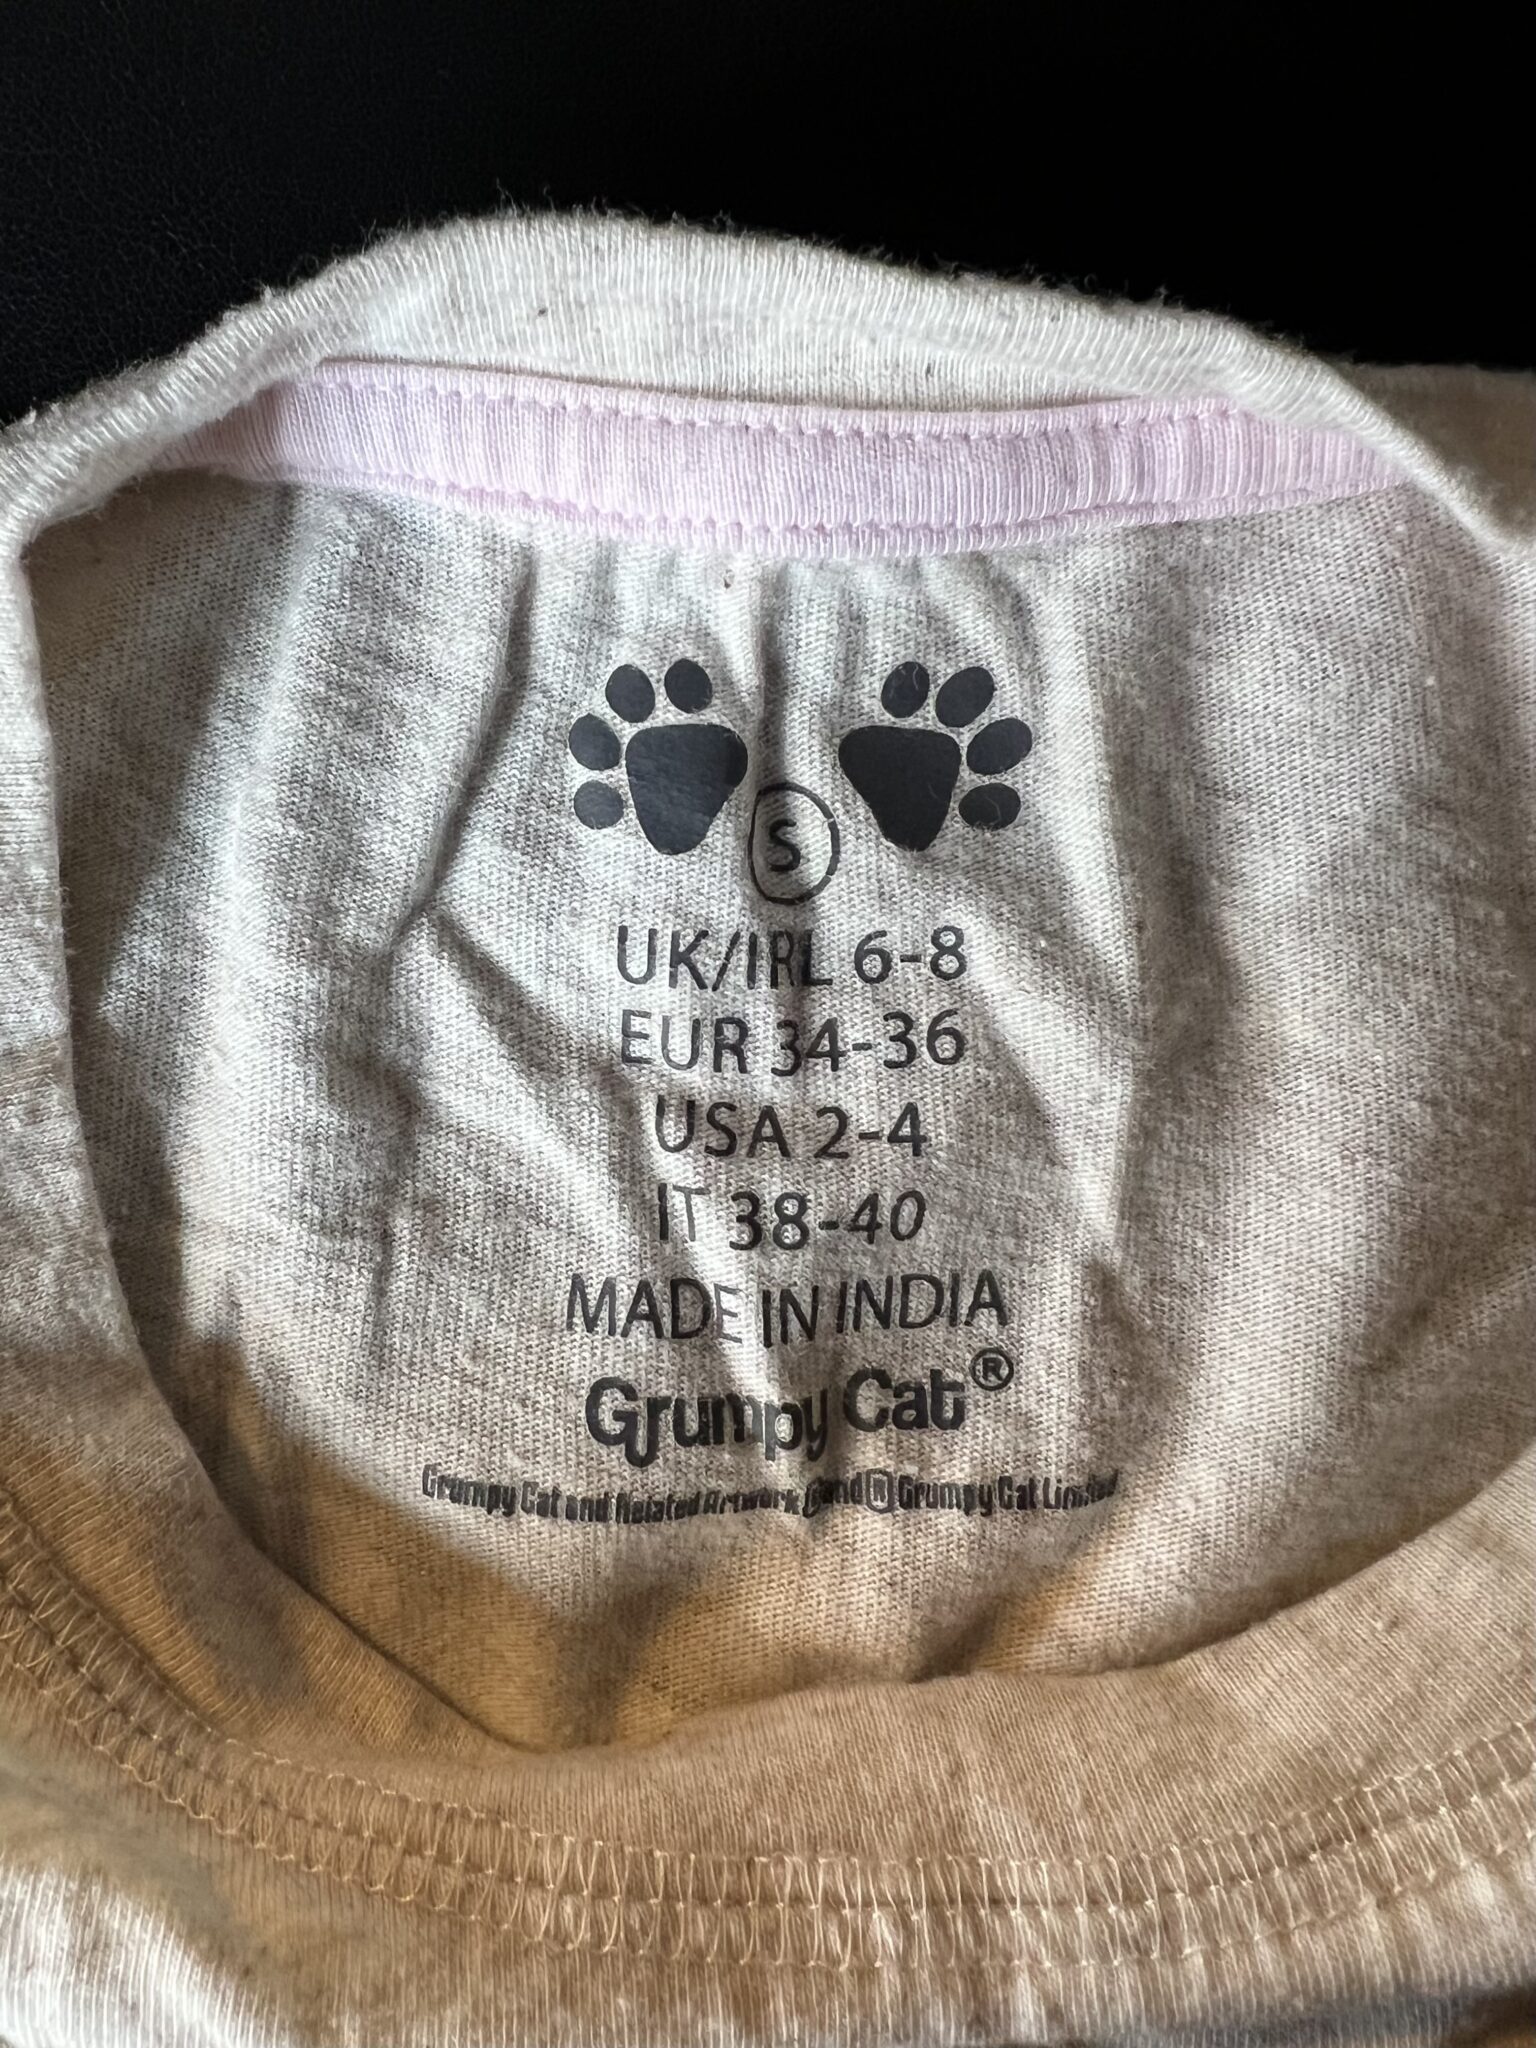 S
UK/IRL 6-8
EUR 34-36
USA 2-4
IT 38-40
MADE IN INDIA
Grumpy Cat®
Grumpy Cat and Related Artwork © and ® Grumpy Cat Limited